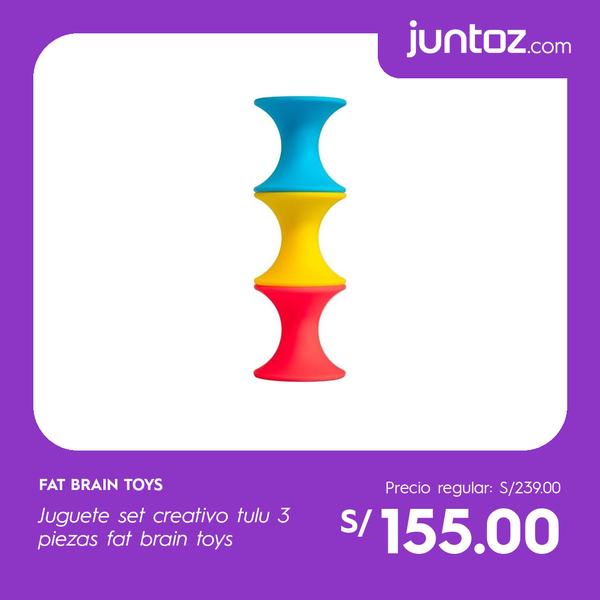 juntoz.com
FAT BRAIN TOYS
Juguete set creativo tulu 3
piezas fat brain toys
Precio regular: S/239.00
S/ 155.00